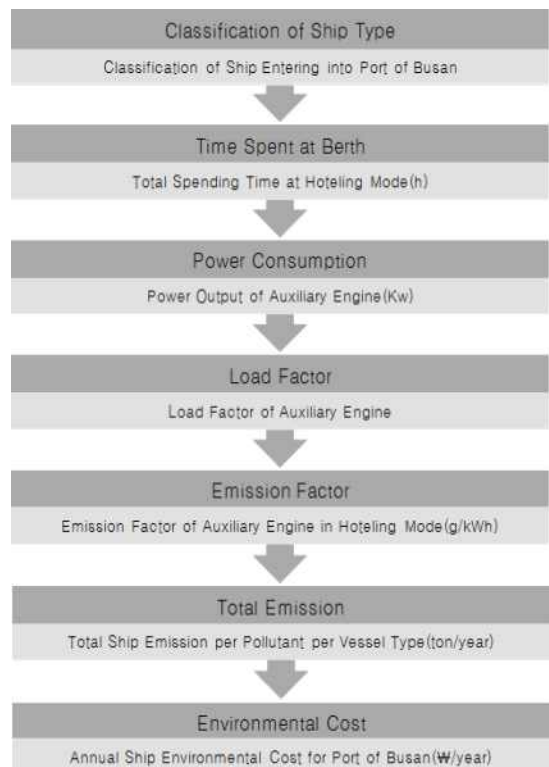 Classification of Ship Type
Classification of Ship Entering into Port of Busan
Time Spent at Berth
Total Spending Time at Hoteling Mode(h)
Power Consumption
Power Output of Auxiliary Engine(Kw)
Load Factor
Load Factor of Auxiliary Engine
Emission Factor
Emission Factor of Auxiliary Engine in Hoteling Mode(g/kWh)
Total Emission
Total Ship Emission per Pollutant per Vessel Type(ton/year)
Environmental Cost
Annual Ship Environmental Cost for Port of Busan(₩/year)